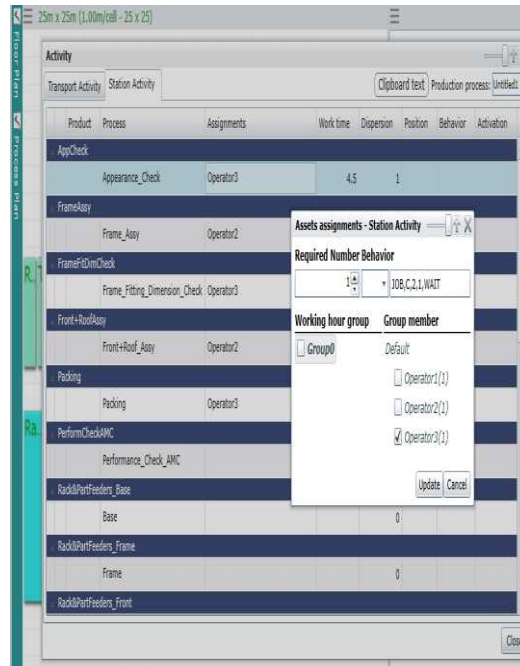 25m x 25m (1.00m/cell - 25 x 25)
Floor Plan
Process Plan
Activity
Transport Activity Station Activity Clipboard text Production process: Untitled1
Product Process Assignments Work time Dispersion Position Behavior Activation
AppCheck
Appearance_Check Operator3 4.5 1
FrameAssy
Frame_Assy Operator2
FrameFitDimCheck
Frame_Fitting_Dimension_Check Operator3
Front+RoofAssy
Front+Roof_Assy Operator2
Packing
Packing Operator3
PerformCheckAMC
Performance_Check_AMC
Rack&PartFeeders_Base
Base 0
Rack&PartFeeders_Frame
Frame 0
Rack&PartFeeders_Front
Assets assignments - Station Activity
Required Number Behavior
1 IOB,C,2,1,WAIT
Working hour group Group member
Group0 Default
Operator1(1)
Operator2(1)
Operator3(1)
Update Cancel
R..
Ra..
Close